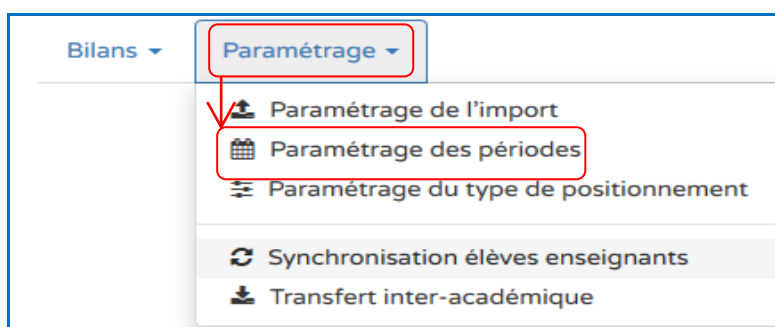 Bilans Paramétrage
Paramétrage de l'import
Paramétrage des périodes
Paramétrage du type de positionnement
Synchronisation élèves enseignants
Transfert inter-académique